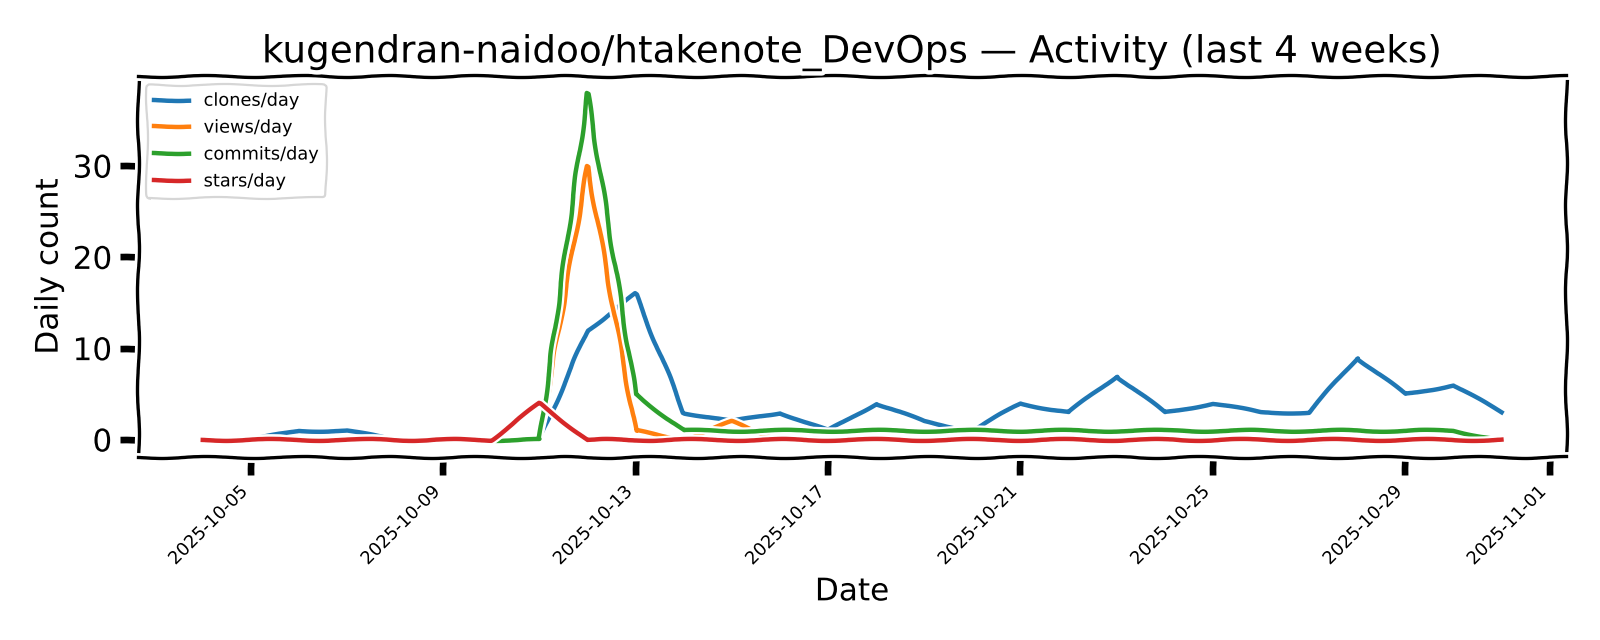 kugendran-naidoo/htakenote_DevOps — Activity (last 4 weeks)
clones/day
views/day
commits/day
stars/day
Daily count
30
20
10
0
2025-10-05
2025-10-09
2025-10-13
2025-10-17
2025-10-21
2025-10-25
2025-10-29
2025-11-01
Date